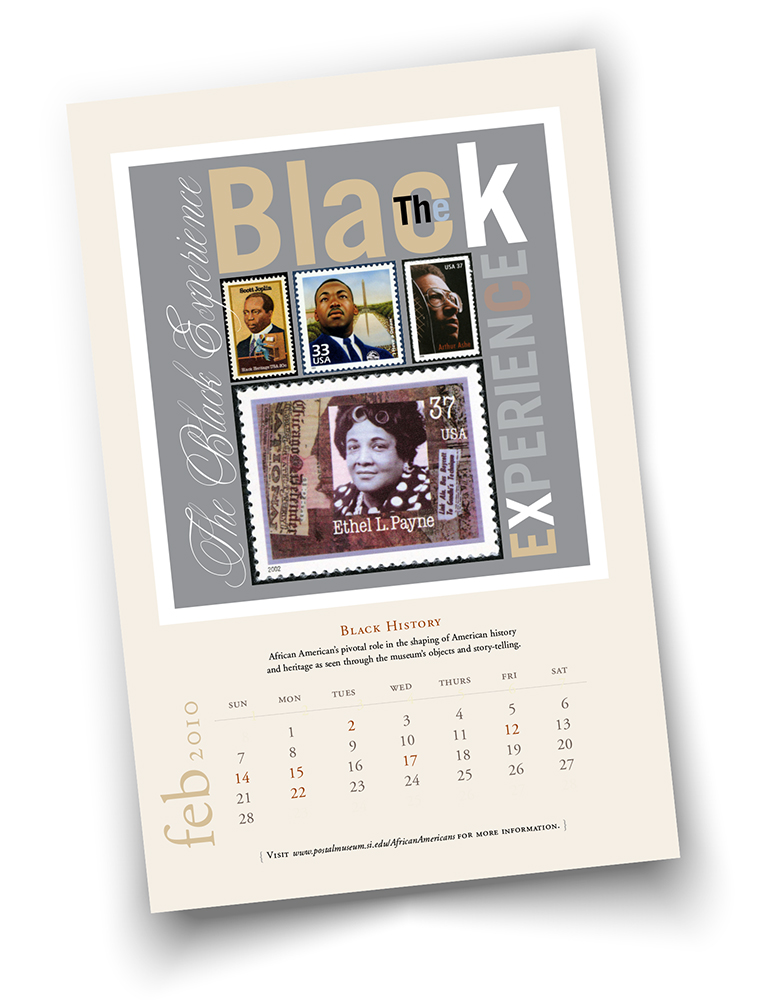 The Black Experience
Black
The
EXPERIENCE
Scott Joplin
Black Heritage USA 20c
33
USA
USA 37
Arthur Ashe
37
USA
Chicago Defender
Ethel L. Payne
2002
Black History
African American's pivotal role in the shaping of American history
and heritage as seen through the museum's objects and story-telling.
feb 2010
SUN MON TUES WED THURS FRI SAT
1 2 3 4 5 6
7 8 9 10 11 12 13
14 15 16 17 18 19 20
21 22 23 24 25 26 27
28
{ Visit www.postalmuseum.si.edu/AfricanAmericans for more information. }